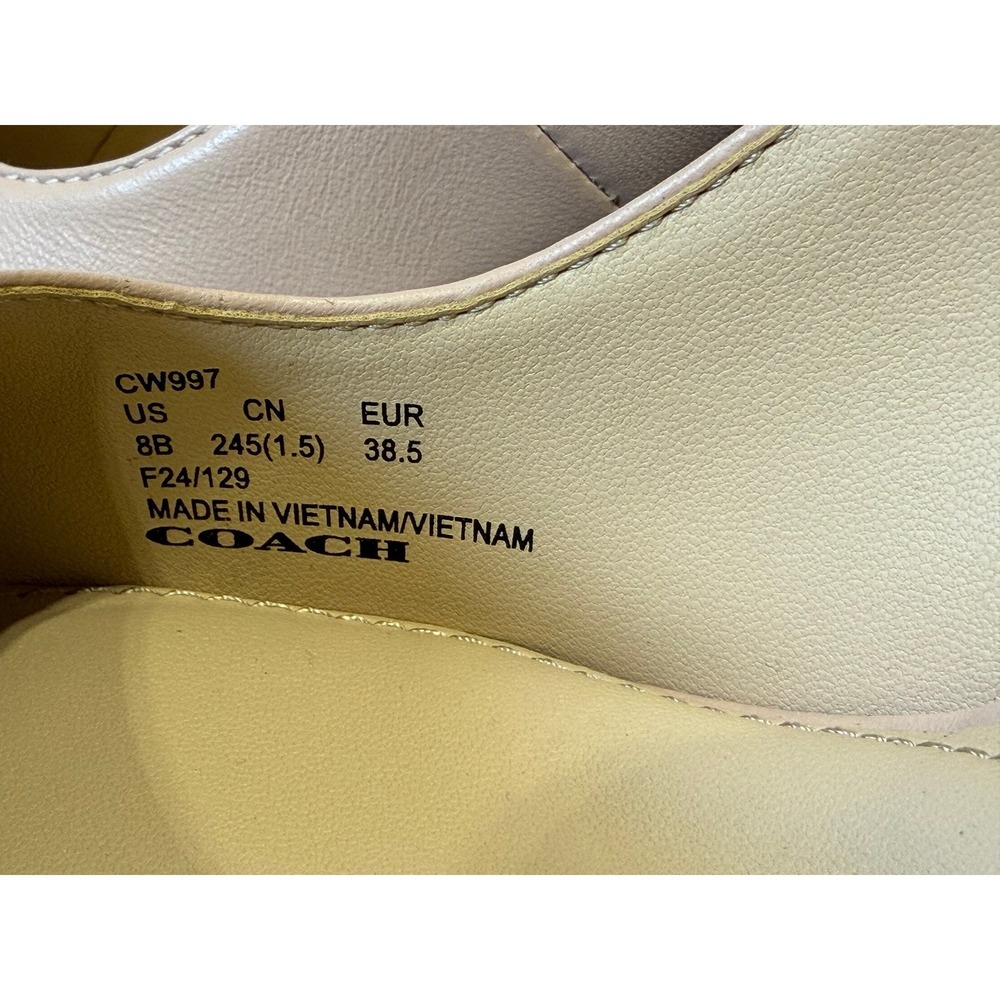 CW997
US CN EUR
8B 245(1.5) 38.5
F24/129
MADE IN VIETNAM/VIETNAM
COACH